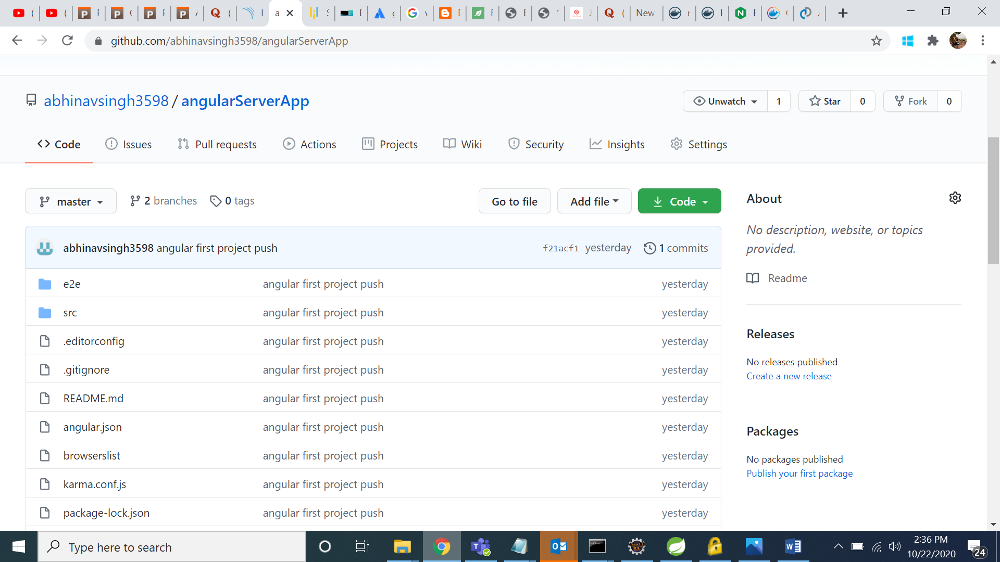 a
New
github.com/abhinavsingh3598/angularServerApp
abhinavsingh3598 / angularServerApp
Unwatch 1
Star 0
Fork 0
Code Issues Pull requests Actions Projects Wiki Security Insights Settings
master 2 branches 0 tags
Go to file Add file Code
abhinavsingh3598 angular first project push f21acf1 yesterday 1 commits
e2e angular first project push yesterday
src angular first project push yesterday
.editorconfig angular first project push yesterday
.gitignore angular first project push yesterday
README.md angular first project push yesterday
angular.json angular first project push yesterday
browserslist angular first project push yesterday
karma.conf.js angular first project push yesterday
package-lock.json angular first project push yesterday
About
No description, website, or topics
provided.
Readme
Releases
No releases published
Create a new release
Packages
No packages published
Publish your first package
Type here to search
2:36 PM
10/22/2020
24